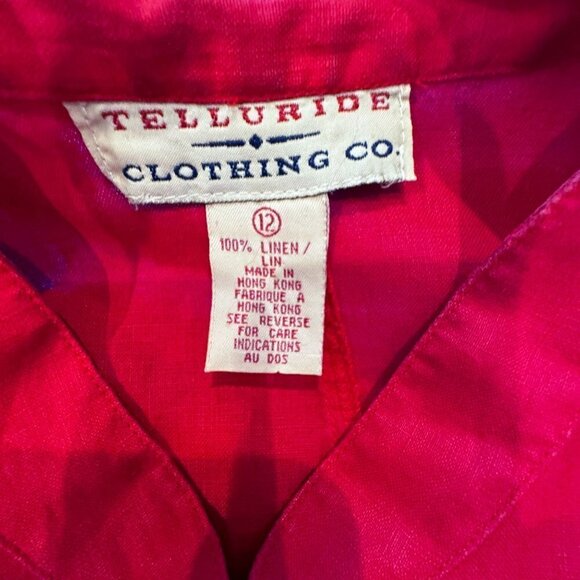 TELLURIDE
CLOTHING CO.
12
100% LINEN/
LIN
MADE IN
HONG KONG
FABRIQUE A
HONG KONG
SEE REVERSE
FOR CARE
INDICATIONS
AU DOS